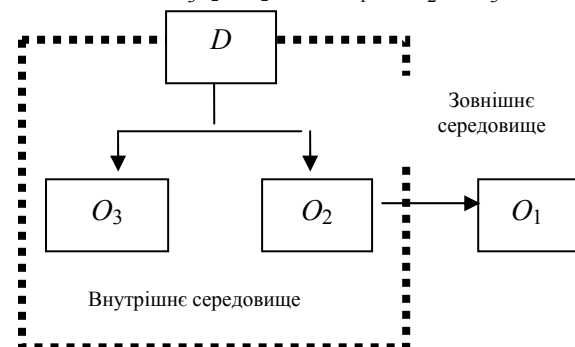 D
Зовнішнє
середовище
O3 O2 O1
Внутрішнє середовище